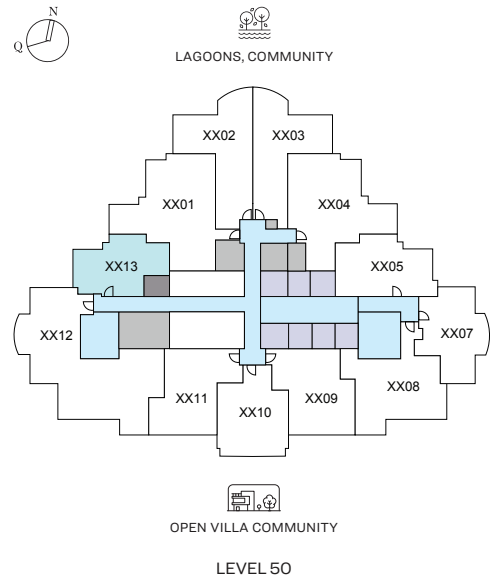 N
Q
LAGOONS, COMMUNITY
XX02 XX03
XX01 XX04
XX13 XX05
XX12 XX07
XX08
XX11 XX09
XX10
OPEN VILLA COMMUNITY
LEVEL 50